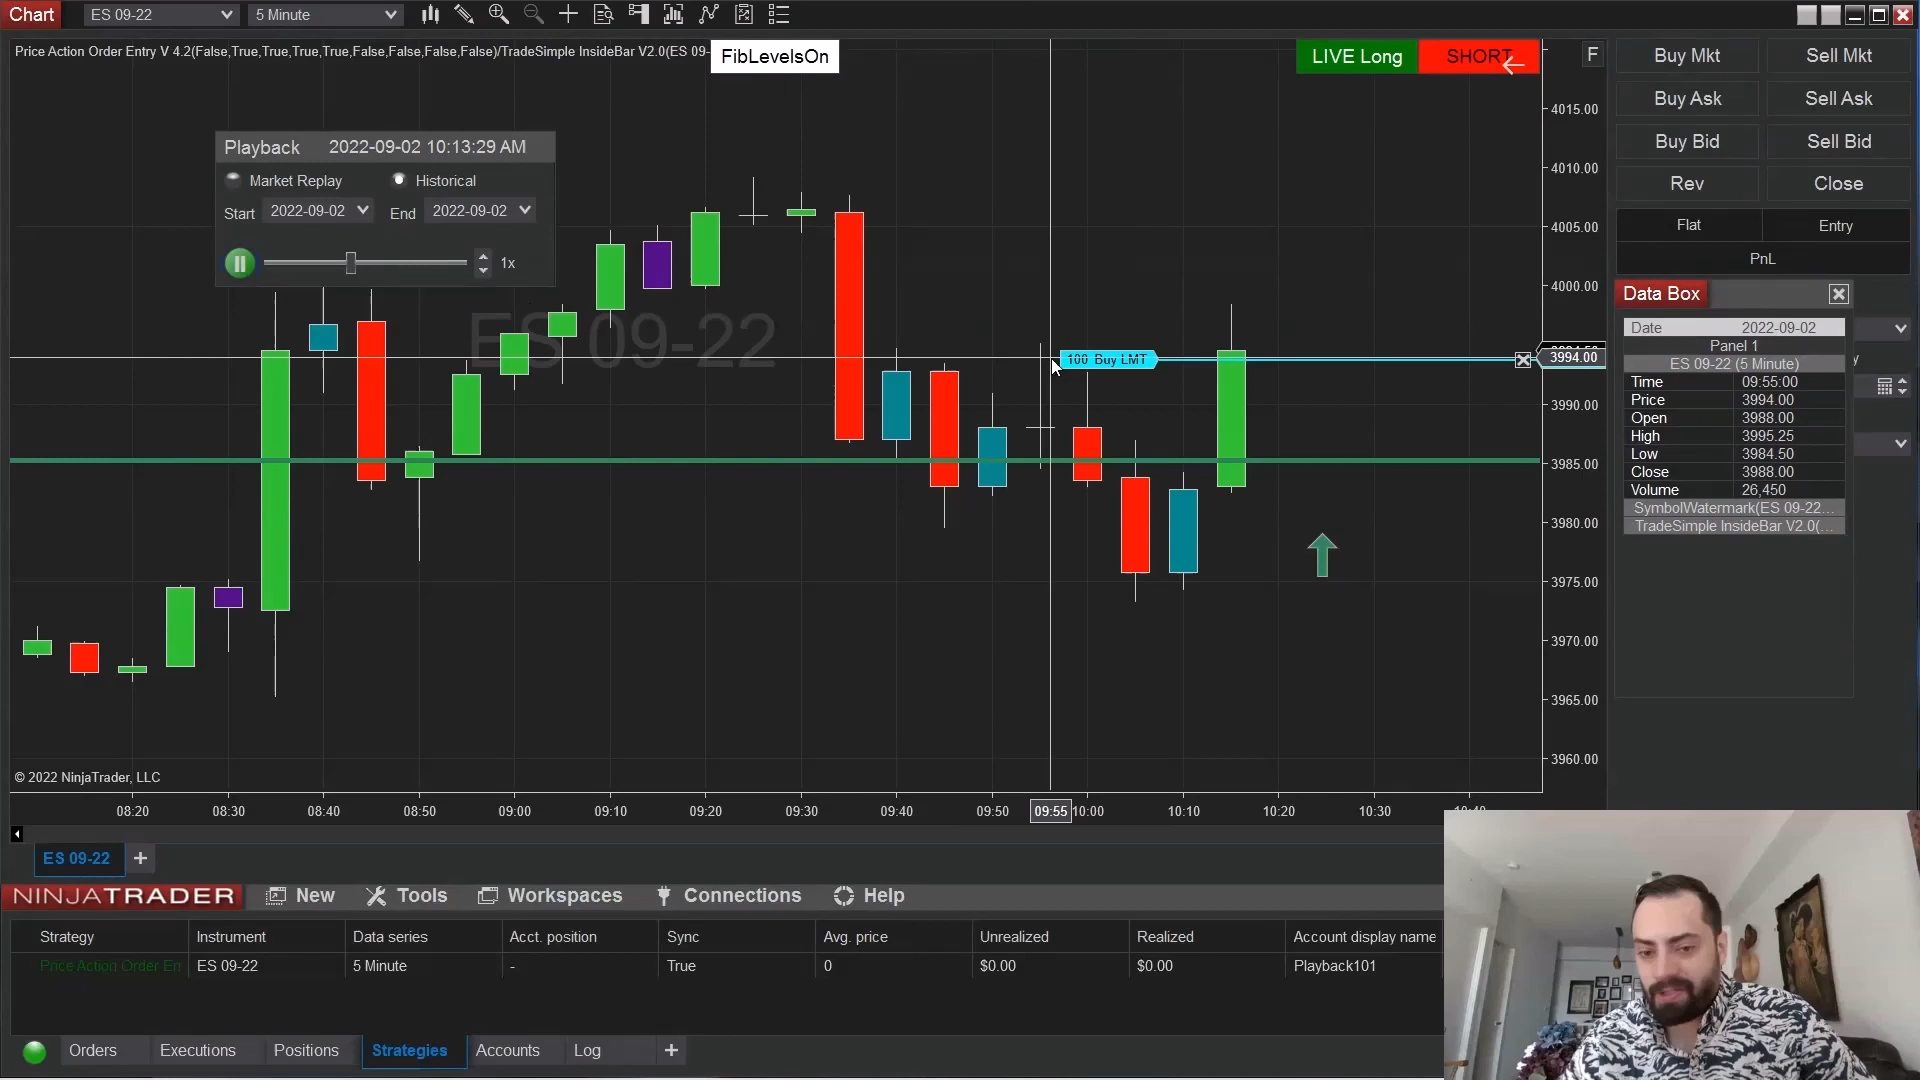 Chart ES 09-22 5 Minute
Price Action Order Entry V 4.2(False,True,True,True,True,False,False,False,False)/TradeSimple InsideBar V2.0(ES 09-
FibLevelsOn
LIVE Long SHORT
F
Buy Mkt Sell Mkt
Buy Ask Sell Ask
Buy Bid Sell Bid
Rev Close
Flat Entry
PnL
Playback 2022-09-02 10:13:29 AM
Market Replay Historical
Start 2022-09-02 End 2022-09-02
1x
ES 09-22
100 Buy LMT
4015.00
4010.00
4005.00
4000.00
3994.00
3990.00
3985.00
3980.00
3975.00
3970.00
3965.00
3960.00
Data Box
Date 2022-09-02
Panel 1
ES 09-22 (5 Minute)
Time 09:55:00
Price 3994.00
Open 3988.00
High 3995.25
Low 3984.50
Close 3988.00
Volume 26,450
SymbolWatermark(ES 09-22...
TradeSimple InsideBar V2.0(...
© 2022 NinjaTrader, LLC
08:20 08:30 08:40 08:50 09:00 09:10 09:20 09:30 09:40 09:50 09:55 10:00 10:10 10:20 10:30
ES 09-22 +
NINJATRADER New Tools Workspaces Connections Help
Strategy Instrument Data series Acct. position Sync Avg. price Unrealized Realized Account display name
Price Action Order En ES 09-22 5 Minute - True 0 $0.00 $0.00 Playback101
Orders Executions Positions Strategies Accounts Log +